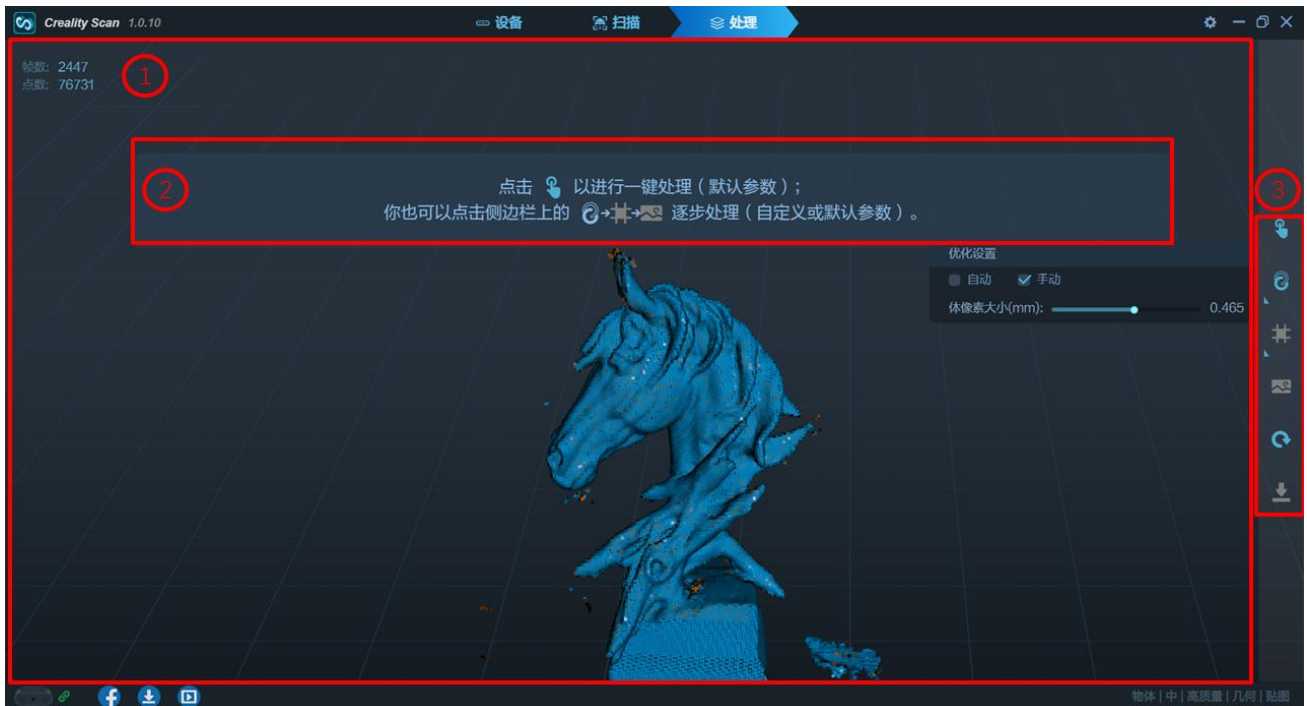 Creality Scan 1.0.10
设备
扫描
处理
帧数: 2447
点数: 76731
1
2
点击 以进行一键处理(默认参数);
你也可以点击侧边栏上的 → → 逐步处理(自定义或默认参数)。
3
优化设置
自动 手动
体像素大小(mm): 0.465
物体 | 中 | 高质量 | 几何 | 贴图